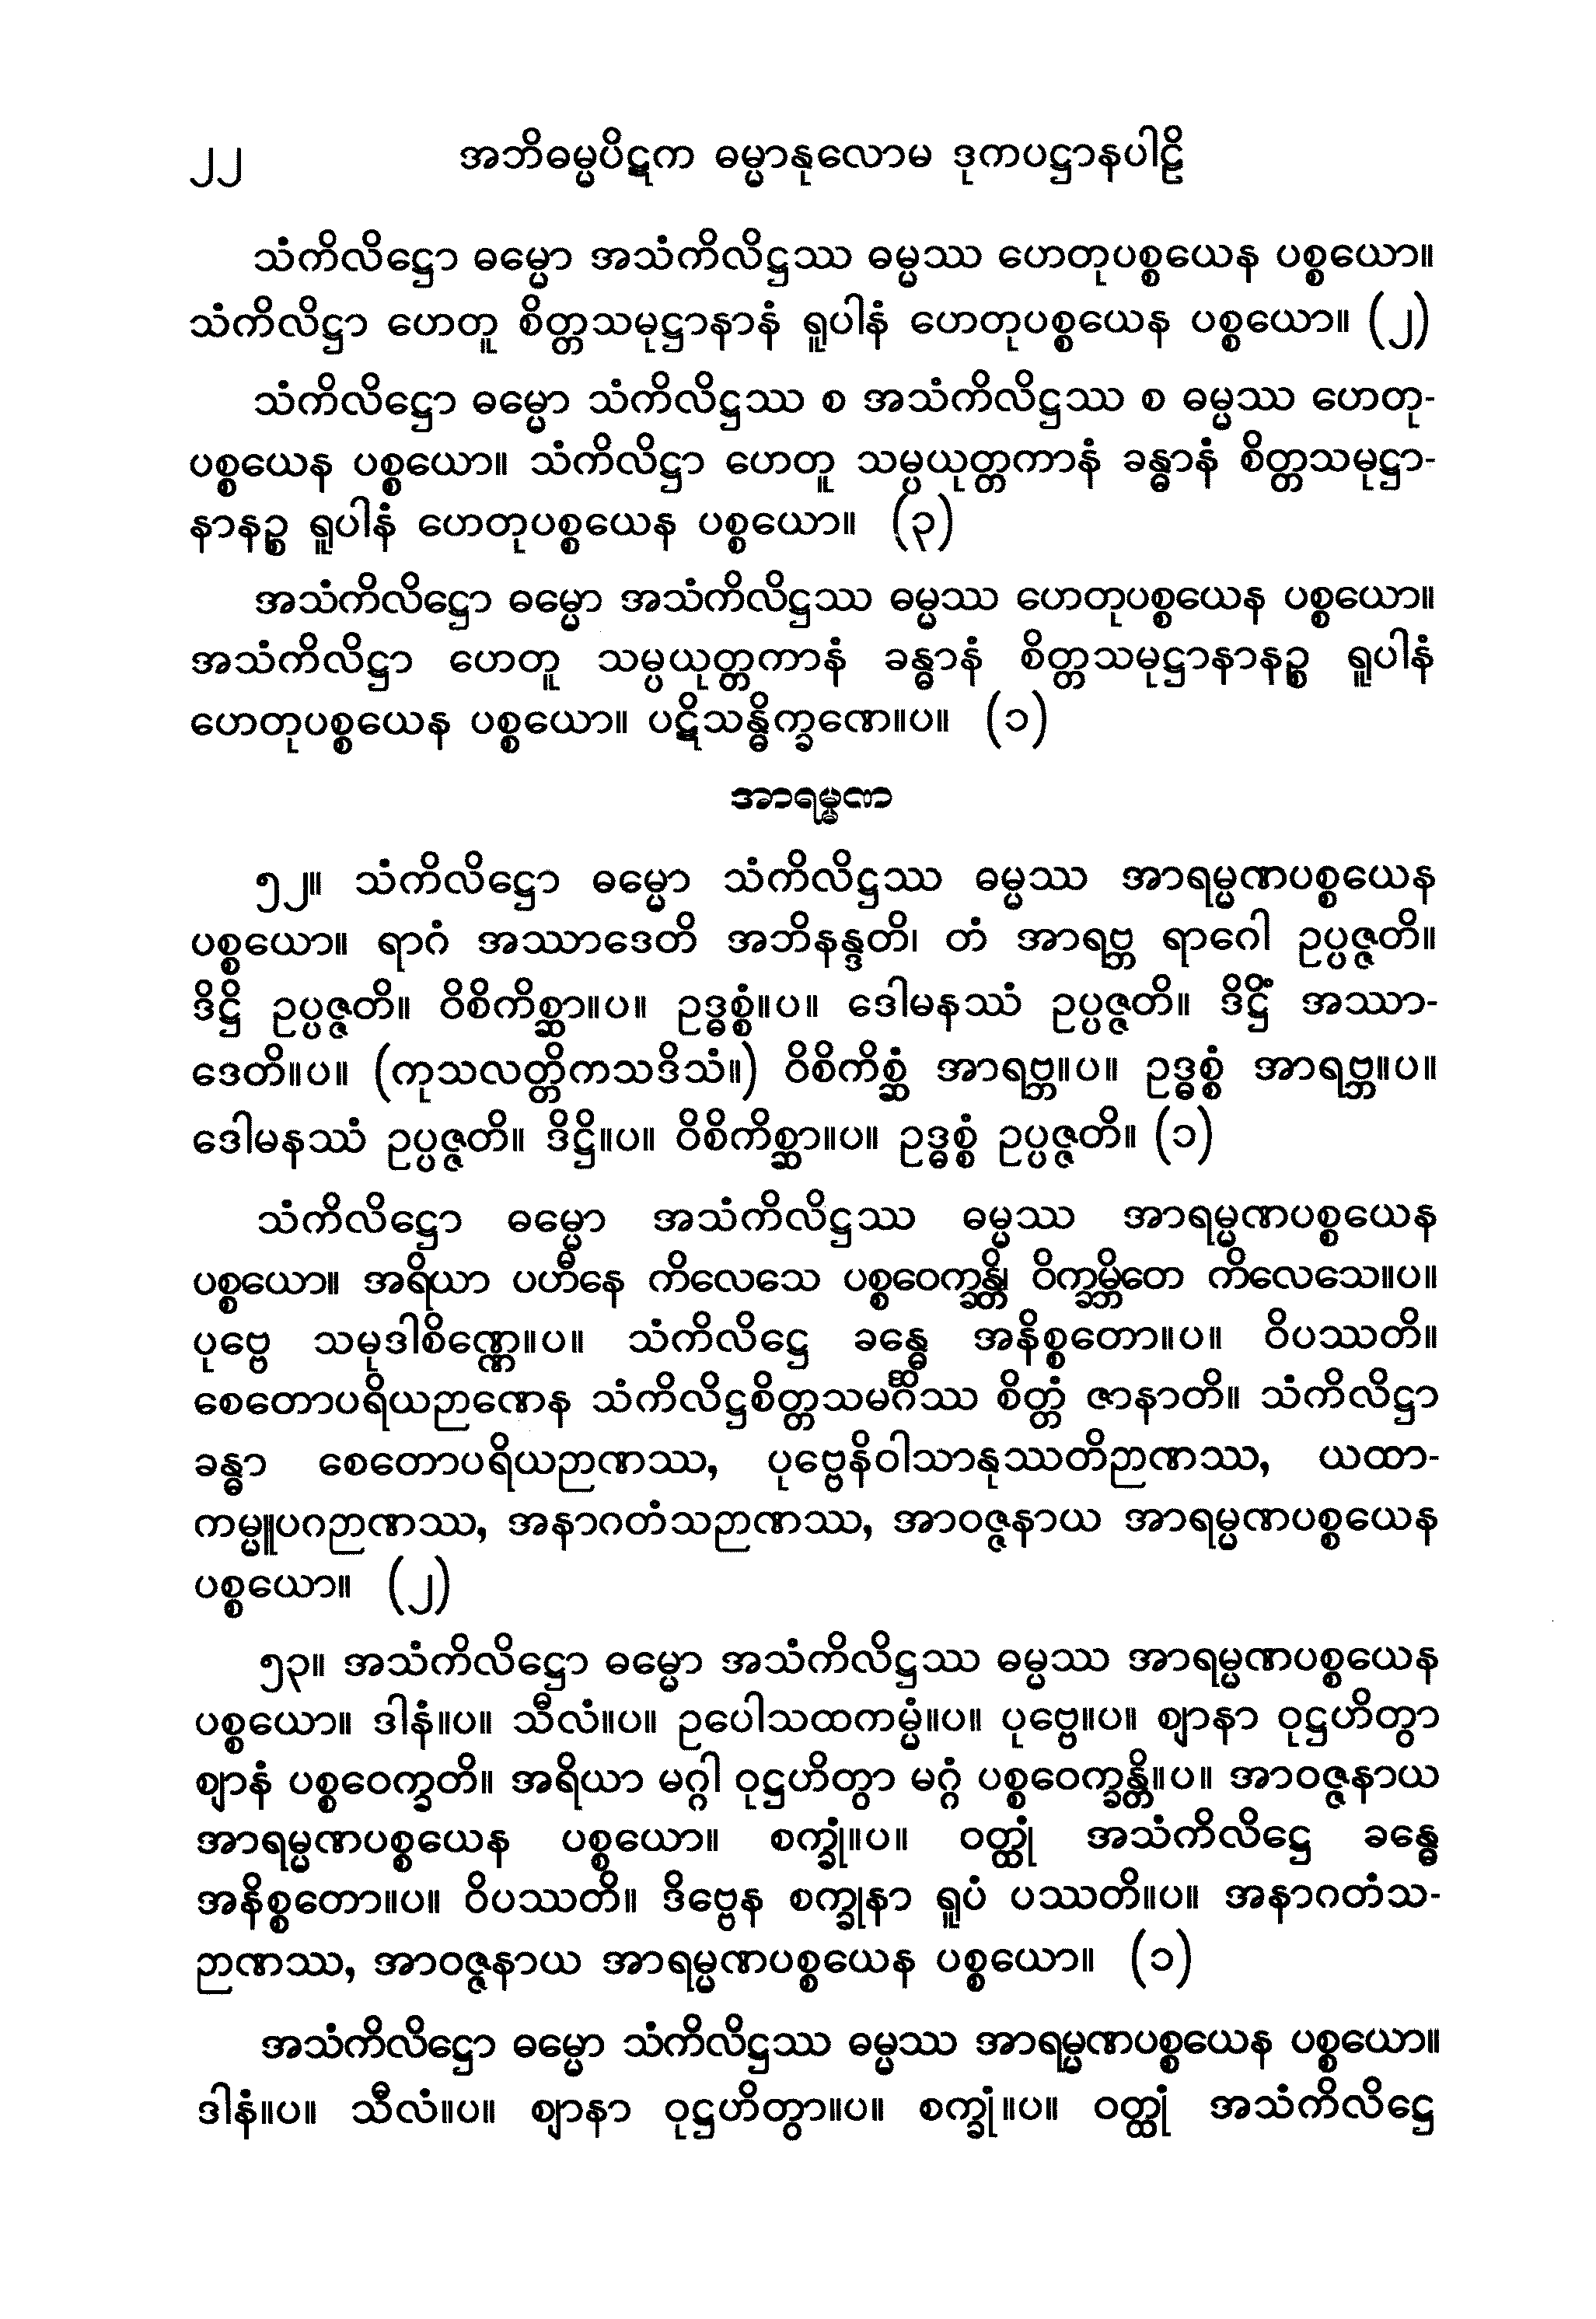 ၂၂ အဘိဓမ္မပိဋက ဓမ္မာနုလောမ ဒုကပဋ္ဌာနပါဠိ
သံကိလိဋ္ဌော ဓမ္မော အသံကိလိဋ္ဌဿ ဓမ္မဿ ဟေတုပစ္စယေန ပစ္စယော။
သံကိလိဋ္ဌာ ဟေတူ စိတ္တသမုဋ္ဌာနာနံ ရူပါနံ ဟေတုပစ္စယေန ပစ္စယော။ (၂)
သံကိလိဋ္ဌော ဓမ္မော သံကိလိဋ္ဌဿ စ အသံကိလိဋ္ဌဿ စ ဓမ္မဿ ဟေတု-
ပစ္စယေန ပစ္စယော။ သံကိလိဋ္ဌာ ဟေတူ သမ္ပယုတ္တကာနံ ခန္ဓာနံ စိတ္တသမုဋ္ဌာ-
နာနဉ္စ ရူပါနံ ဟေတုပစ္စယေန ပစ္စယော။ (၃)
အသံကိလိဋ္ဌော ဓမ္မော အသံကိလိဋ္ဌဿ ဓမ္မဿ ဟေတုပစ္စယေန ပစ္စယော။
အသံကိလိဋ္ဌာ ဟေတူ သမ္ပယုတ္တကာနံ ခန္ဓာနံ စိတ္တသမုဋ္ဌာနာနဉ္စ ရူပါနံ
ဟေတုပစ္စယေန ပစ္စယော။ ပဋိသန္ဓိက္ခဏေ။ပ။ (၁)
အာရမ္မဏ
၅၂။ သံကိလိဋ္ဌော ဓမ္မော သံကိလိဋ္ဌဿ ဓမ္မဿ အာရမ္မဏပစ္စယေန
ပစ္စယော။ ရာဂံ အဿာဒေတိ အဘိနန္ဒတိ၊ တံ အာရဗ္ဘ ရာဂေါ ဥပ္ပဇ္ဇတိ။
ဒိဋ္ဌိ ဥပ္ပဇ္ဇတိ။ ဝိစိကိစ္ဆာ။ပ။ ဥဒ္ဓစ္စံ။ပ။ ဒေါမနဿံ ဥပ္ပဇ္ဇတိ။ ဒိဋ္ဌိံ အဿာ-
ဒေတိ။ပ။ (ကုသလတ္တိကသဒိသံ။) ဝိစိကိစ္ဆံ အာရဗ္ဘ။ပ။ ဥဒ္ဓစ္စံ အာရဗ္ဘ။ပ။
ဒေါမနဿံ ဥပ္ပဇ္ဇတိ။ ဒိဋ္ဌိ။ပ။ ဝိစိကိစ္ဆာ။ပ။ ဥဒ္ဓစ္စံ ဥပ္ပဇ္ဇတိ။ (၁)
သံကိလိဋ္ဌော ဓမ္မော အသံကိလိဋ္ဌဿ ဓမ္မဿ အာရမ္မဏပစ္စယေန
ပစ္စယော။ အရိယာ ပဟီနေ ကိလေသေ ပစ္စဝေက္ခန္တိ၊ ဝိက္ခမ္ဘိတေ ကိလေသေ။ပ။
ပုဗ္ဗေ သမုဒါစိဏ္ဏေ။ပ။ သံကိလိဋ္ဌေ ခန္ဓေ အနိစ္စတော။ပ။ ဝိပဿတိ။
စေတောပရိယဉာဏေန သံကိလိဋ္ဌစိတ္တသမင်္ဂိဿ စိတ္တံ ဇာနာတိ။ သံကိလိဋ္ဌာ
ခန္ဓာ စေတောပရိယဉာဏဿ, ပုဗ္ဗေနိဝါသာနုဿတိဉာဏဿ, ယထာ-
ကမ္မူပဂဉာဏဿ, အနာဂတံသဉာဏဿ, အာဝဇ္ဇနာယ အာရမ္မဏပစ္စယေန
ပစ္စယော။ (၂)
၅၃။ အသံကိလိဋ္ဌော ဓမ္မော အသံကိလိဋ္ဌဿ ဓမ္မဿ အာရမ္မဏပစ္စယေန
ပစ္စယော။ ဒါနံ။ပ။ သီလံ။ပ။ ဥပေါသထကမ္မံ။ပ။ ပုဗ္ဗေ။ပ။ ဈာနာ ဝုဋ္ဌဟိတွာ
ဈာနံ ပစ္စဝေက္ခတိ။ အရိယာ မဂ္ဂါ ဝုဋ္ဌဟိတွာ မဂ္ဂံ ပစ္စဝေက္ခန္တိ။ပ။ အာဝဇ္ဇနာယ
အာရမ္မဏပစ္စယေန ပစ္စယော။ စက္ခုံ။ပ။ ဝတ္ထုံ အသံကိလိဋ္ဌေ ခန္ဓေ
အနိစ္စတော။ပ။ ဝိပဿတိ။ ဒိဗ္ဗေန စက္ခုနာ ရူပံ ပဿတိ။ပ။ အနာဂတံသ-
ဉာဏဿ, အာဝဇ္ဇနာယ အာရမ္မဏပစ္စယေန ပစ္စယော။ (၁)
အသံကိလိဋ္ဌော ဓမ္မော သံကိလိဋ္ဌဿ ဓမ္မဿ အာရမ္မဏပစ္စယေန ပစ္စယော။
ဒါနံ။ပ။ သီလံ။ပ။ ဈာနာ ဝုဋ္ဌဟိတွာ။ပ။ စက္ခုံ။ပ။ ဝတ္ထုံ အသံကိလိဋ္ဌေ